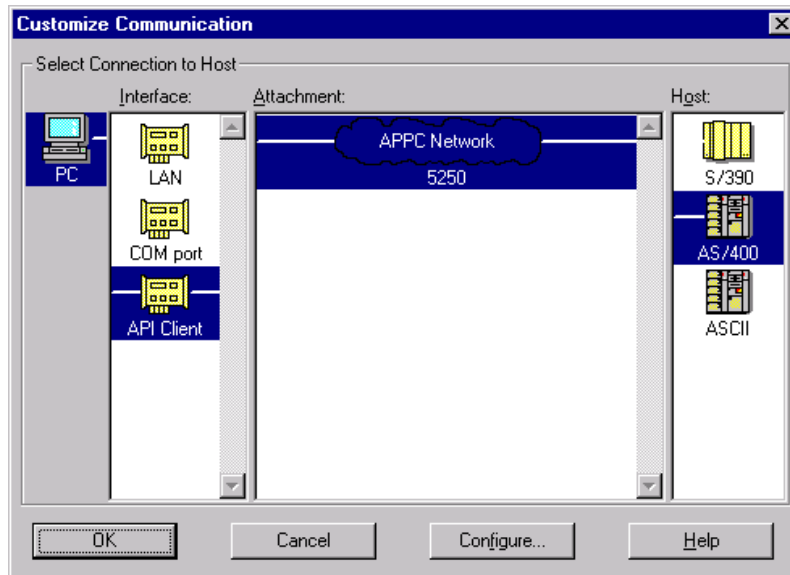 Customize Communication
Select Connection to Host
Interface: Attachment: Host:
PC
LAN
COM port
API Client
APPC Network
5250
S/390
AS/400
ASCII
OK Cancel Configure... Help